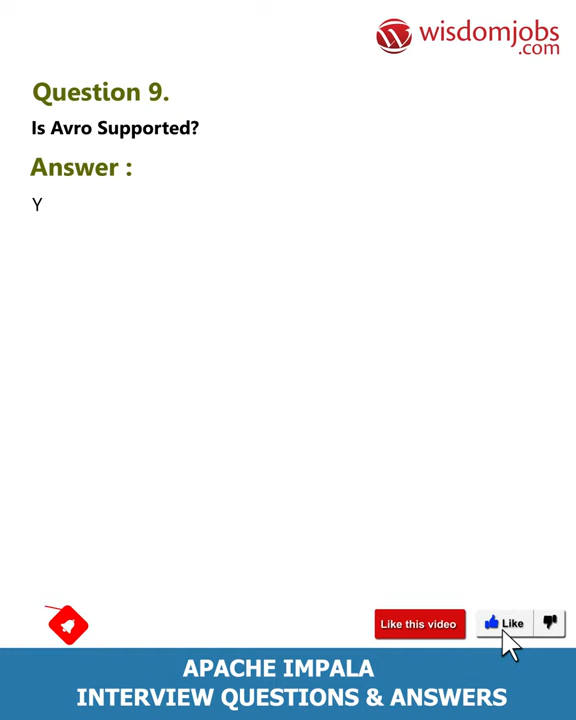 wisdomjobs
.com
Question 9.
Is Avro Supported?
Answer :
Y
Like this video
Like
APACHE IMPALA
INTERVIEW QUESTIONS & ANSWERS